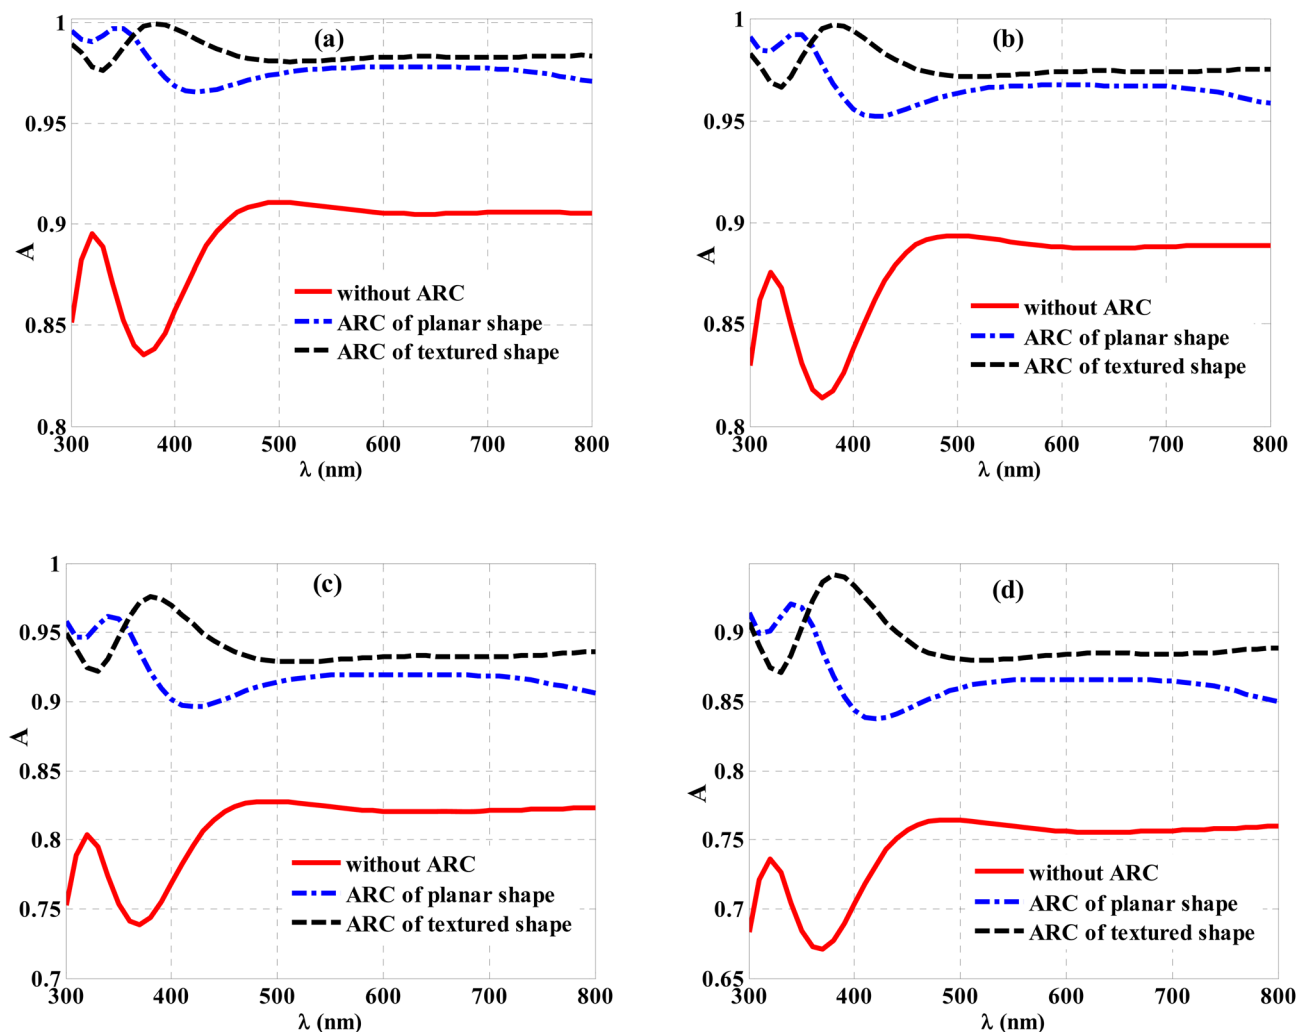 (a)
1
0.95
0.9
0.85
0.8
A
300 400 500 600 700 800
λ (nm)
without ARC
ARC of planar shape
ARC of textured shape
(b)
1
0.95
0.9
0.85
0.8
A
300 400 500 600 700 800
λ (nm)
without ARC
ARC of planar shape
ARC of textured shape
(c)
1
0.95
0.9
0.85
0.8
0.75
0.7
A
300 400 500 600 700 800
λ (nm)
without ARC
ARC of planar shape
ARC of textured shape
(d)
0.9
0.85
0.8
0.75
0.7
0.65
A
300 400 500 600 700 800
λ (nm)
without ARC
ARC of planar shape
ARC of textured shape